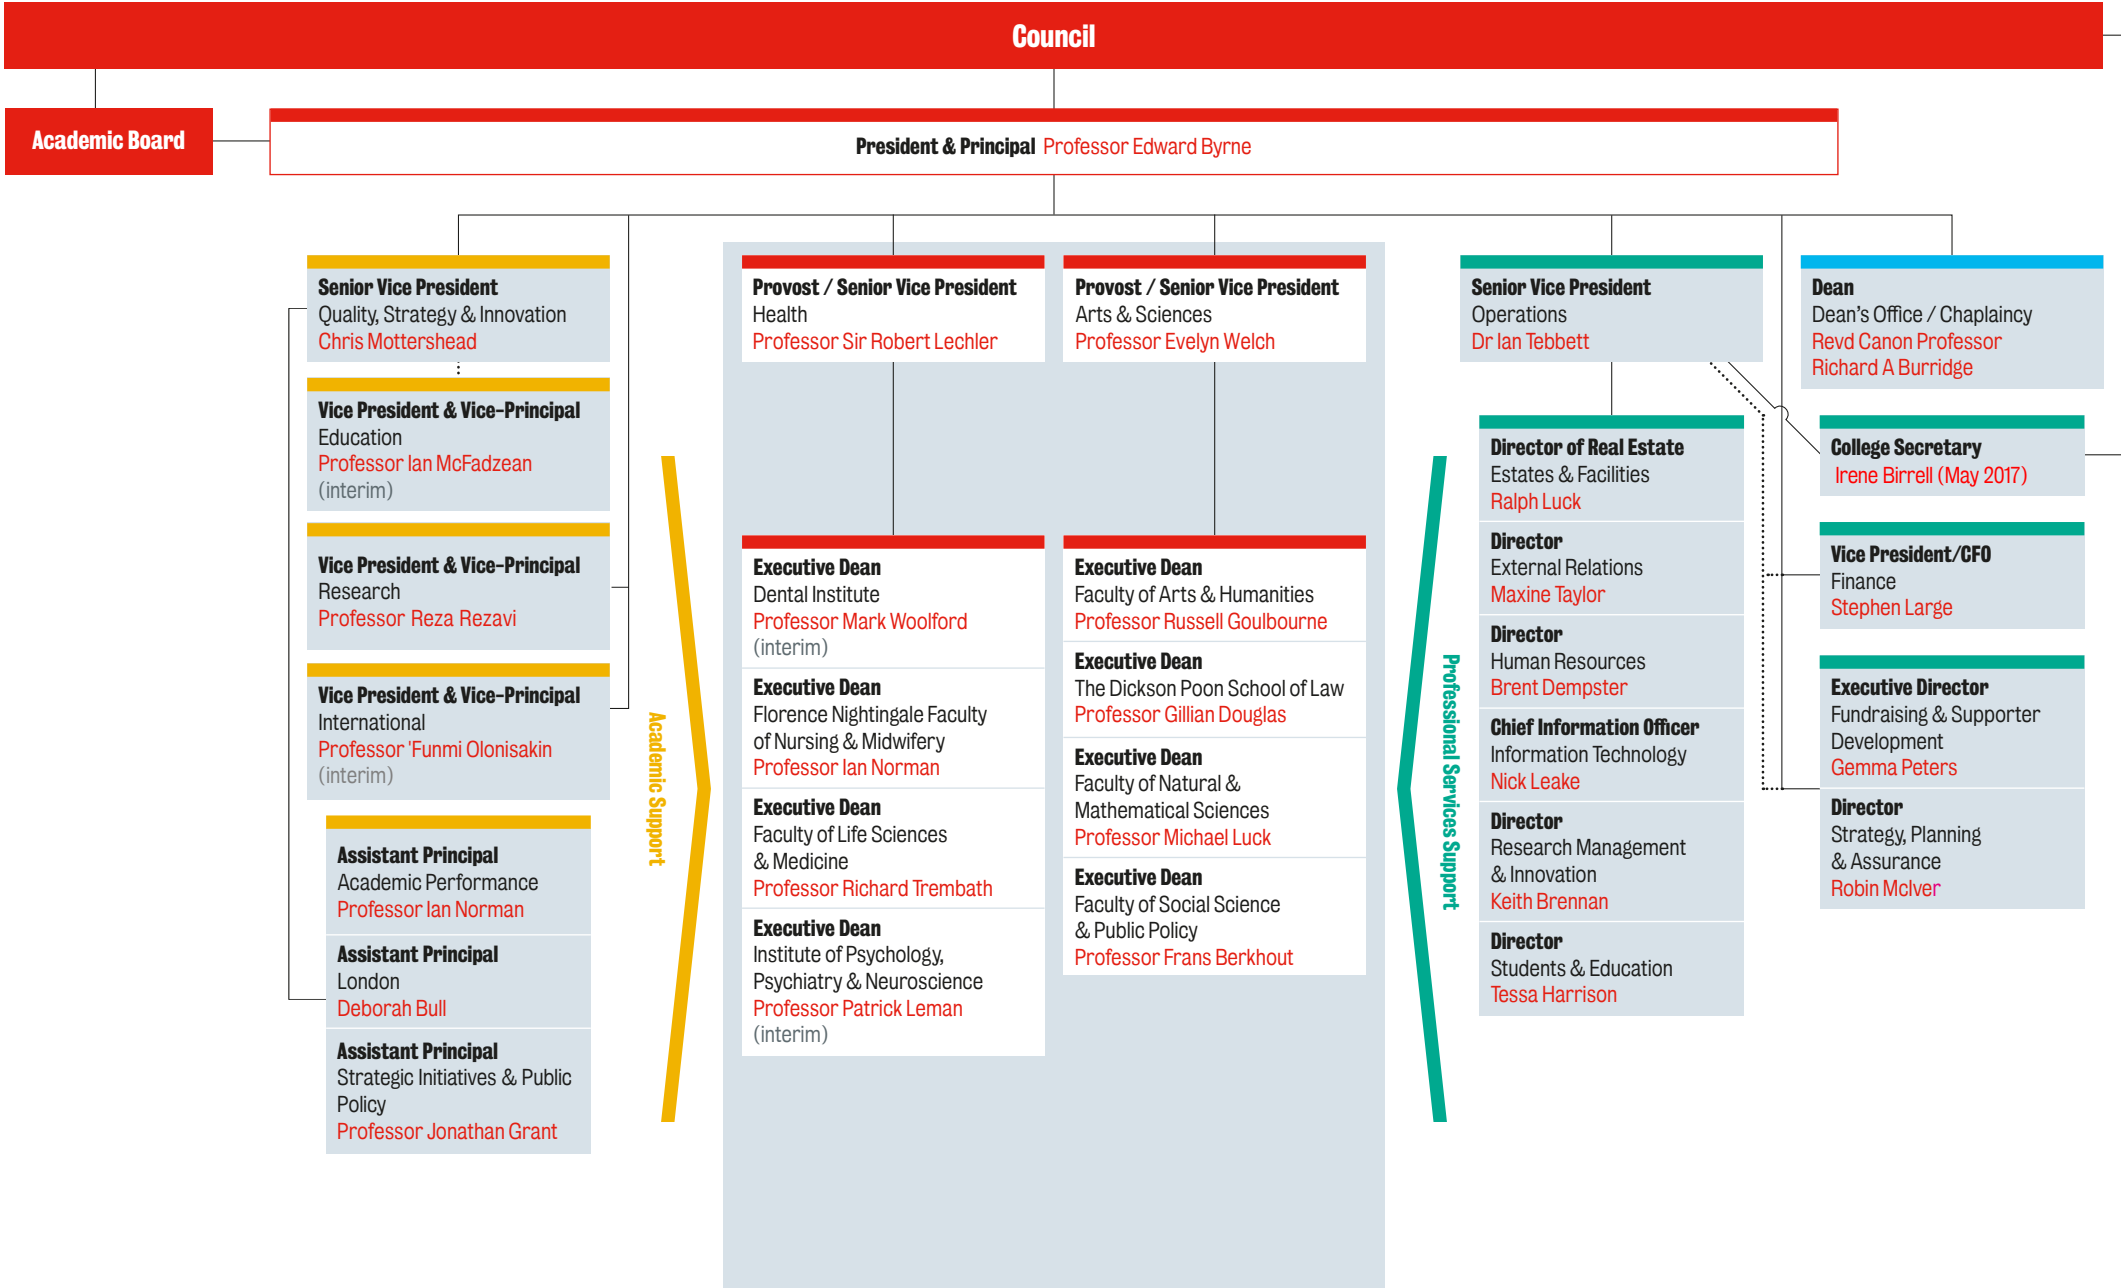 Council
Academic Board
President & Principal Professor Edward Byrne
Senior Vice President
Quality, Strategy & Innovation
Chris Mottershead
Vice President & Vice-Principal
Education
Professor Ian McFadzean
(interim)
Vice President & Vice-Principal
Research
Professor Reza Rezavi
Vice President & Vice-Principal
International
Professor 'Funmi Olonisakin
(interim)
Assistant Principal
Academic Performance
Professor Ian Norman
Assistant Principal
London
Deborah Bull
Assistant Principal
Strategic Initiatives & Public
Policy
Professor Jonathan Grant
Academic Support
Provost / Senior Vice President
Health
Professor Sir Robert Lechler
Executive Dean
Dental Institute
Professor Mark Woolford
(interim)
Executive Dean
Florence Nightingale Faculty
of Nursing & Midwifery
Professor Ian Norman
Executive Dean
Faculty of Life Sciences
& Medicine
Professor Richard Trembath
Executive Dean
Institute of Psychology,
Psychiatry & Neuroscience
Professor Patrick Leman
(interim)
Provost / Senior Vice President
Arts & Sciences
Professor Evelyn Welch
Executive Dean
Faculty of Arts & Humanities
Professor Russell Goulbourne
Executive Dean
The Dickson Poon School of Law
Professor Gillian Douglas
Executive Dean
Faculty of Natural &
Mathematical Sciences
Professor Michael Luck
Executive Dean
Faculty of Social Science
& Public Policy
Professor Frans Berkhout
Professional Services Support
Senior Vice President
Operations
Dr Ian Tebbett
Director of Real Estate
Estates & Facilities
Ralph Luck
Director
External Relations
Maxine Taylor
Director
Human Resources
Brent Dempster
Chief Information Officer
Information Technology
Nick Leake
Director
Research Management
& Innovation
Keith Brennan
Director
Students & Education
Tessa Harrison
Dean
Dean's Office / Chaplaincy
Revd Canon Professor
Richard A Burridge
College Secretary
Irene Birrell (May 2017)
Vice President/CFO
Finance
Stephen Large
Executive Director
Fundraising & Supporter
Development
Gemma Peters
Director
Strategy, Planning
& Assurance
Robin McIver